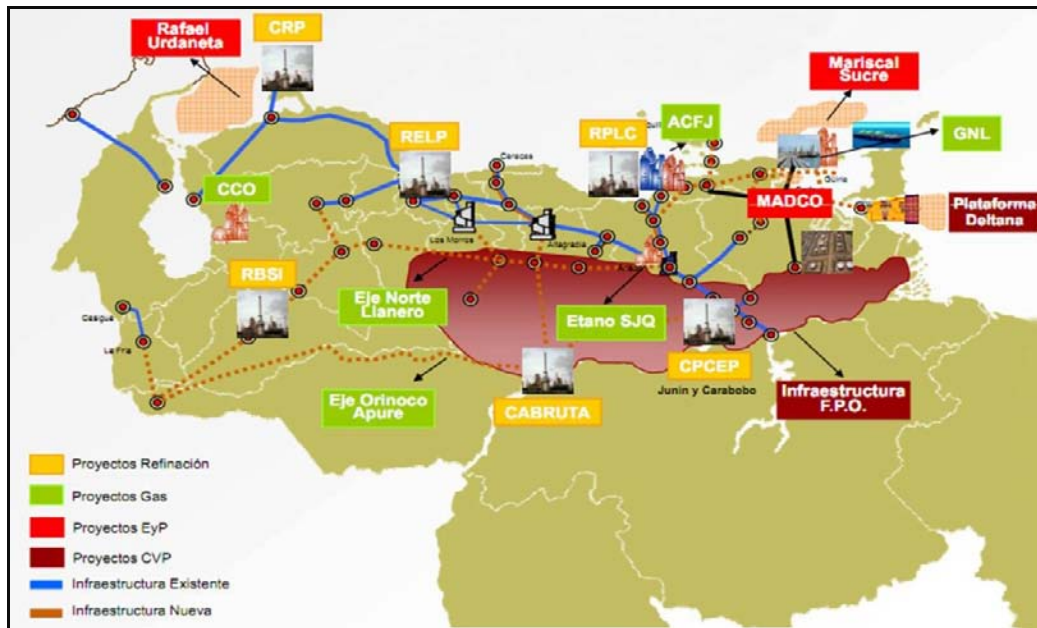 Rafael
Urdaneta
CRP
Mariscal
Sucre
RELP
RPLC
ACFJ
GNL
Caracas
CCO
MADCO
Plataforma
Deltana
Los Morros
Altagracia
RBSI
Eje Norte
Llanero
Etano SJQ
Casigua
La Fria
CPCEP
Junin y Carabobo
Eje Orinoco
Apure
CABRUTA
Infraestructura
F.P.O.
Proyectos Refinación
Proyectos Gas
Proyectos EyP
Proyectos CVP
Infraestructura Existente
Infraestructura Nueva